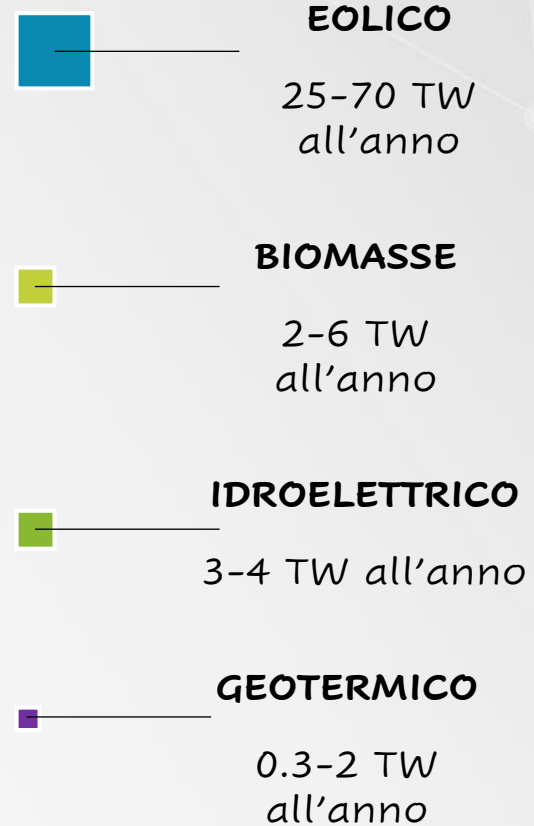 EOLICO
25-70 TW
all'anno
BIOMASSE
2-6 TW
all'anno
IDROELETTRICO
3-4 TW all'anno
GEOTERMICO
0.3-2 TW
all'anno